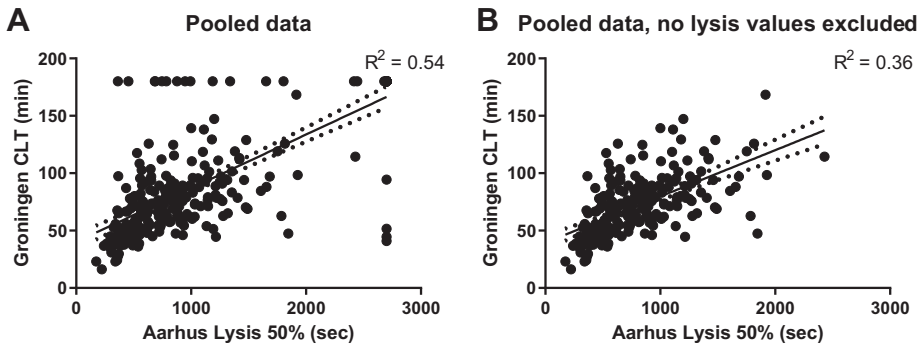 A Pooled data
R² = 0.54
Groningen CLT (min)
200
150
100
50
0
0 1000 2000 3000
Aarhus Lysis 50% (sec)
B Pooled data, no lysis values excluded
R² = 0.36
Groningen CLT (min)
200
150
100
50
0
0 1000 2000 3000
Aarhus Lysis 50% (sec)